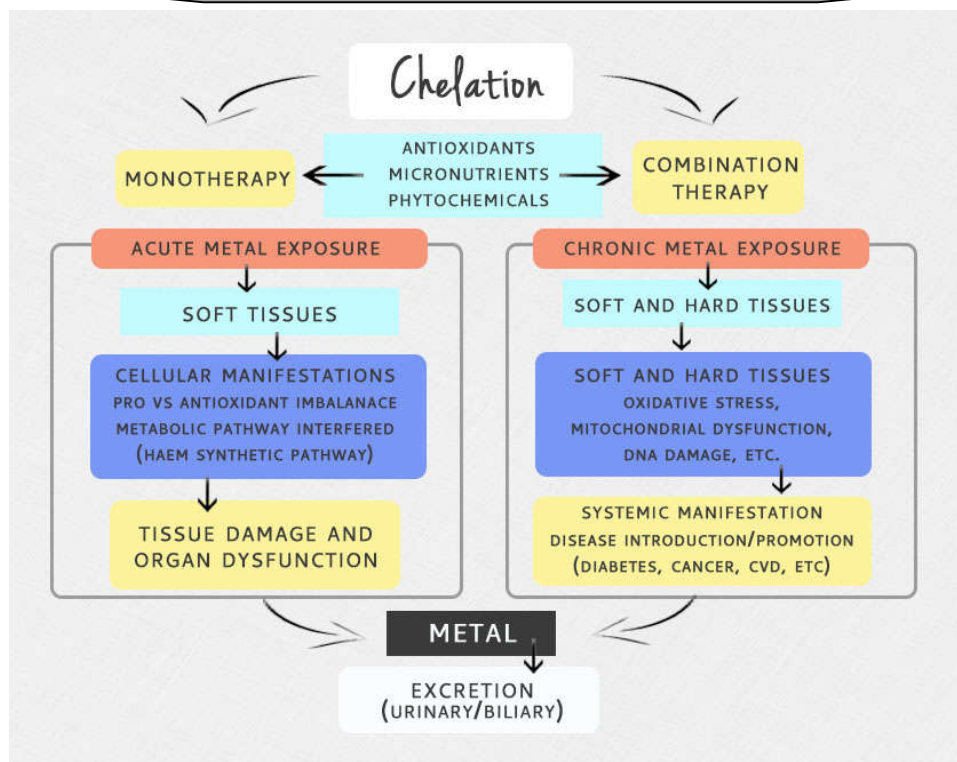 Chelation
ANTIOXIDANTS
MICRONUTRIENTS
PHYTOCHEMICALS
MONOTHERAPY
COMBINATION
THERAPY
ACUTE METAL EXPOSURE
SOFT TISSUES
CELLULAR MANIFESTATIONS
PRO VS ANTIOXIDANT IMBALANACE
METABOLIC PATHWAY INTERFERED
(HAEM SYNTHETIC PATHWAY)
TISSUE DAMAGE AND
ORGAN DYSFUNCTION
CHRONIC METAL EXPOSURE
SOFT AND HARD TISSUES
SOFT AND HARD TISSUES
OXIDATIVE STRESS,
MITOCHONDRIAL DYSFUNCTION,
DNA DAMAGE, ETC.
SYSTEMIC MANIFESTATION
DISEASE INTRODUCTION/PROMOTION
(DIABETES, CANCER, CVD, ETC)
METAL
EXCRETION
(URINARY/BILIARY)